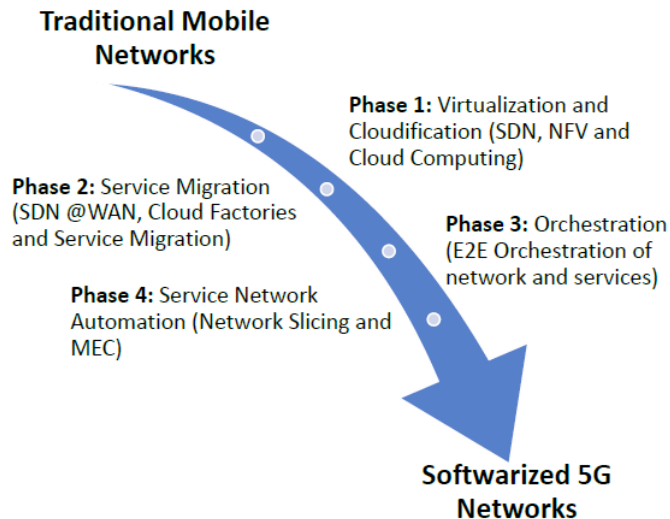 Traditional Mobile
Networks
Phase 1: Virtualization and
Cloudification (SDN, NFV and
Cloud Computing)
Phase 2: Service Migration
(SDN @WAN, Cloud Factories
and Service Migration)
Phase 3: Orchestration
(E2E Orchestration of
network and services)
Phase 4: Service Network
Automation (Network Slicing and
MEC)
Softwarized 5G
Networks